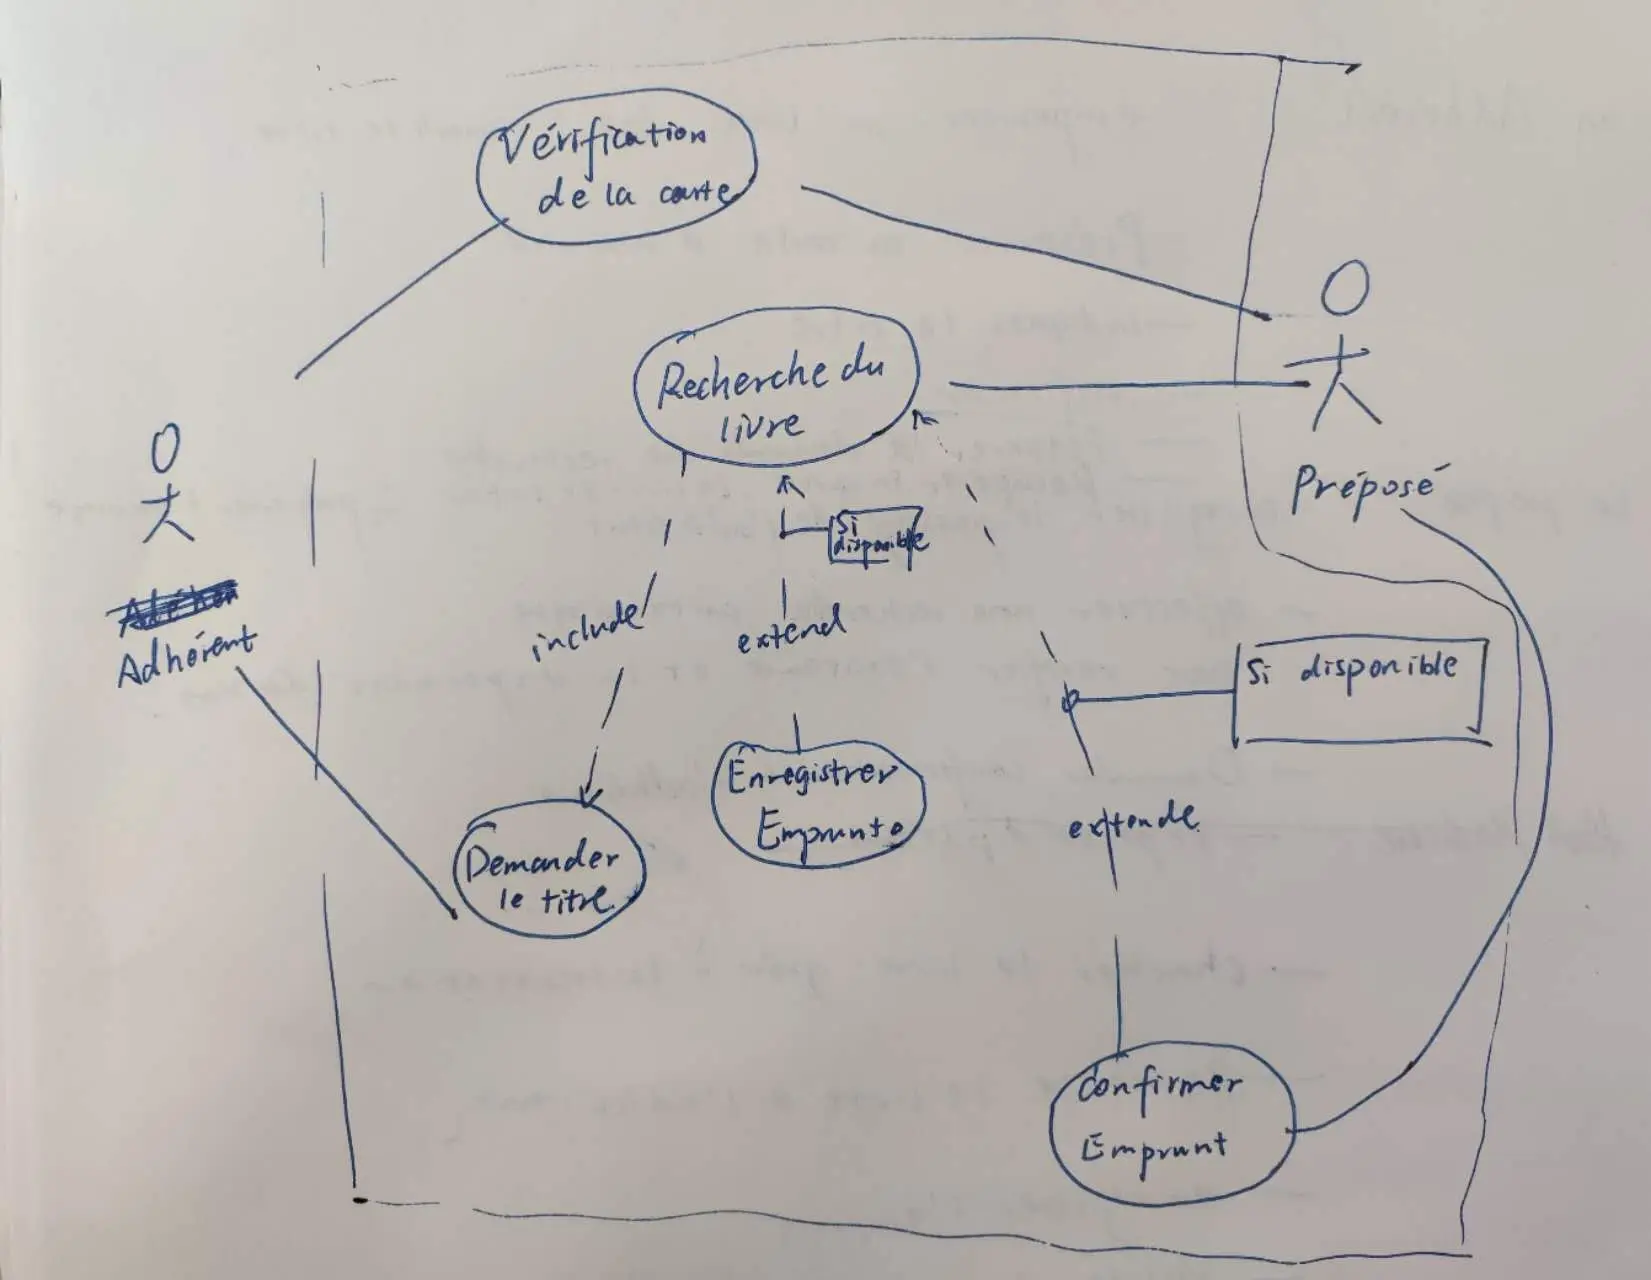 Vérification
de la carte
Recherche du
livre
Préposé
Si
disponible
include
extend
Adhérent
Si disponible
Enregistrer
Emprunto
extende
Demander
le titre
Confirmer
Emprunt